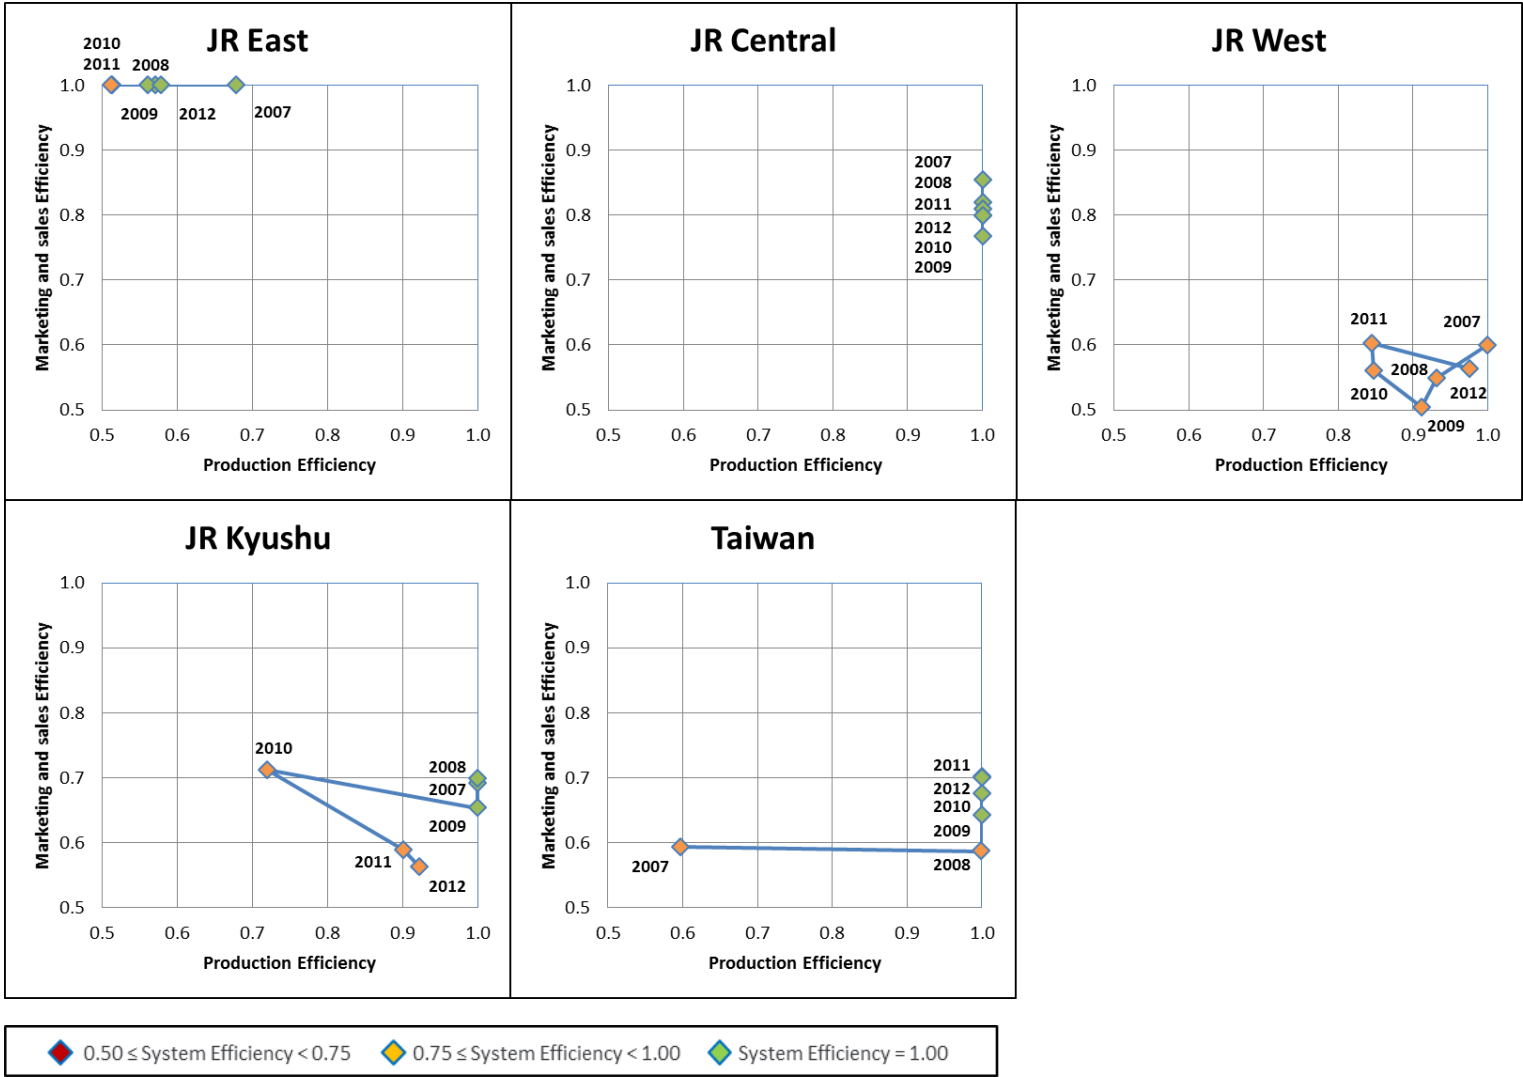 JR East
2010
2011
2008
2009
2012
2007
1.0
0.9
0.8
0.7
0.6
0.5
0.5 0.6 0.7 0.8 0.9 1.0
Marketing and sales Efficiency
Production Efficiency
JR Central
2007
2008
2011
2012
2010
2009
1.0
0.9
0.8
0.7
0.6
0.5
0.5 0.6 0.7 0.8 0.9 1.0
Marketing and sales Efficiency
Production Efficiency
JR West
2011
2007
2008
2010
2012
2009
1.0
0.9
0.8
0.7
0.6
0.5
0.5 0.6 0.7 0.8 0.9 1.0
Marketing and sales Efficiency
Production Efficiency
JR Kyushu
2010
2008
2007
2009
2011
2012
1.0
0.9
0.8
0.7
0.6
0.5
0.5 0.6 0.7 0.8 0.9 1.0
Marketing and sales Efficiency
Production Efficiency
Taiwan
2011
2012
2010
2009
2007
2008
1.0
0.9
0.8
0.7
0.6
0.5
0.5 0.6 0.7 0.8 0.9 1.0
Marketing and sales Efficiency
Production Efficiency
0.50 ≤ System Efficiency < 0.75
0.75 ≤ System Efficiency < 1.00
System Efficiency = 1.00